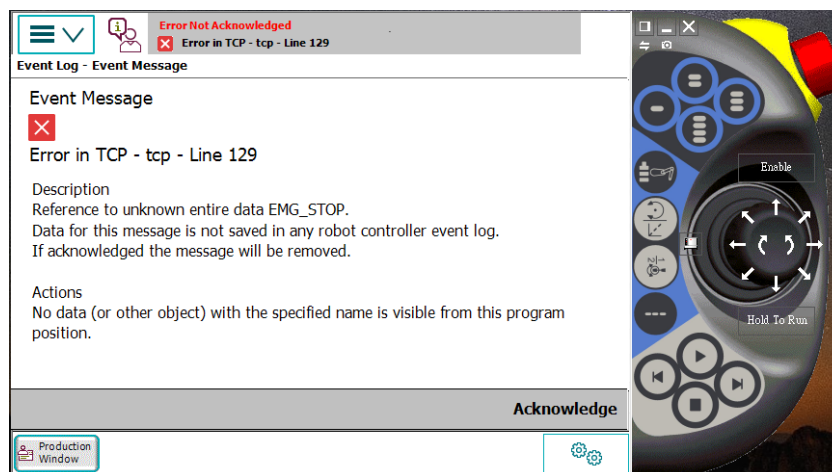 Error Not Acknowledged
Error in TCP - tcp - Line 129
Event Log - Event Message
Event Message
Error in TCP - tcp - Line 129
Description
Reference to unknown entire data EMG_STOP.
Data for this message is not saved in any robot controller event log.
If acknowledged the message will be removed.
Actions
No data (or other object) with the specified name is visible from this program
position.
Acknowledge
Production
Window
Enable
Hold To Run